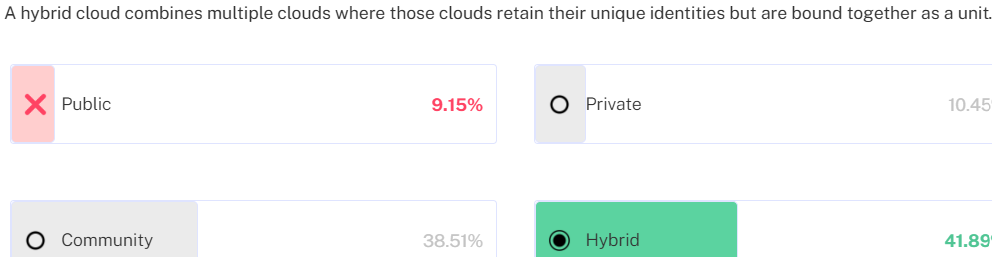 A hybrid cloud combines multiple clouds where those clouds retain their unique identities but are bound together as a unit.
Public 9.15%
Private 10.45
Community 38.51%
Hybrid 41.89